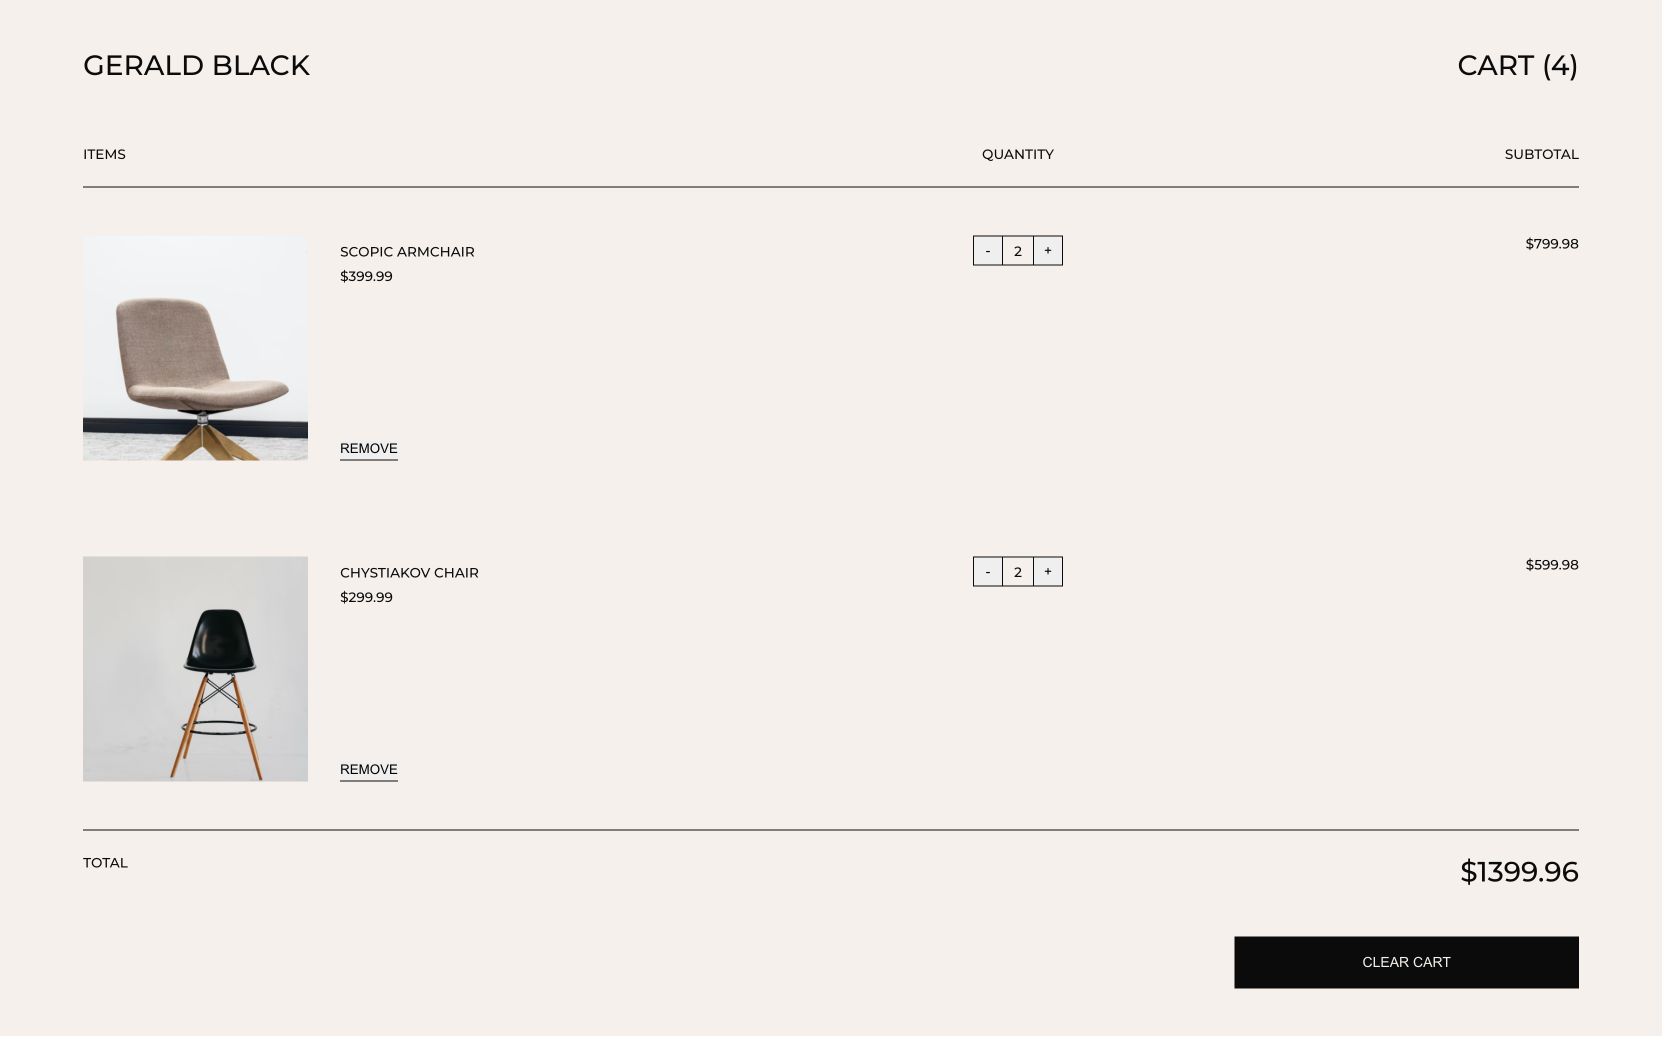 GERALD BLACK
CART (4)
ITEMS
QUANTITY
SUBTOTAL
SCOPIC ARMCHAIR
$399.99
- 2 +
$799.98
REMOVE
CHYSTIAKOV CHAIR
$299.99
- 2 +
$599.98
REMOVE
TOTAL
$1399.96
CLEAR CART